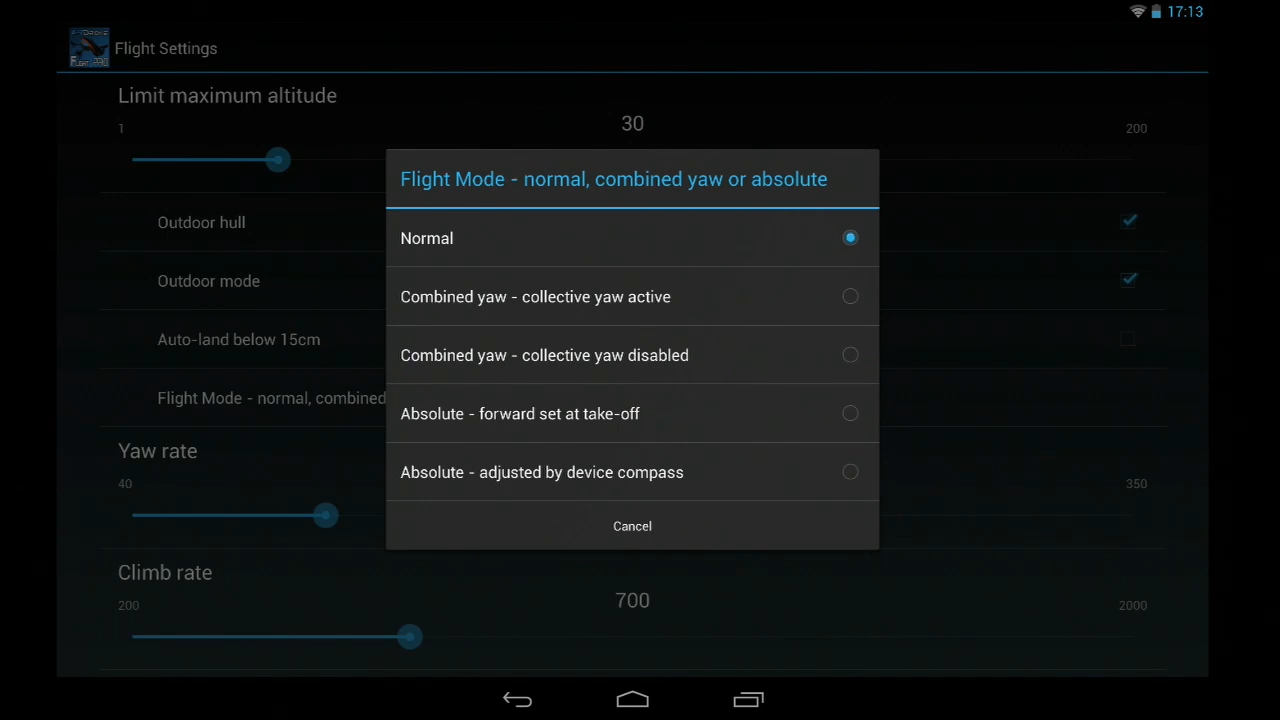 17:13
Flight Settings
Limit maximum altitude
30
1
200
Flight Mode - normal, combined yaw or absolute
Outdoor hull
Normal
Outdoor mode
Combined yaw - collective yaw active
Auto-land below 15cm
Combined yaw - collective yaw disabled
Flight Mode - normal, combined
Absolute - forward set at take-off
Yaw rate
Absolute - adjusted by device compass
40
350
Cancel
Climb rate
700
200
2000